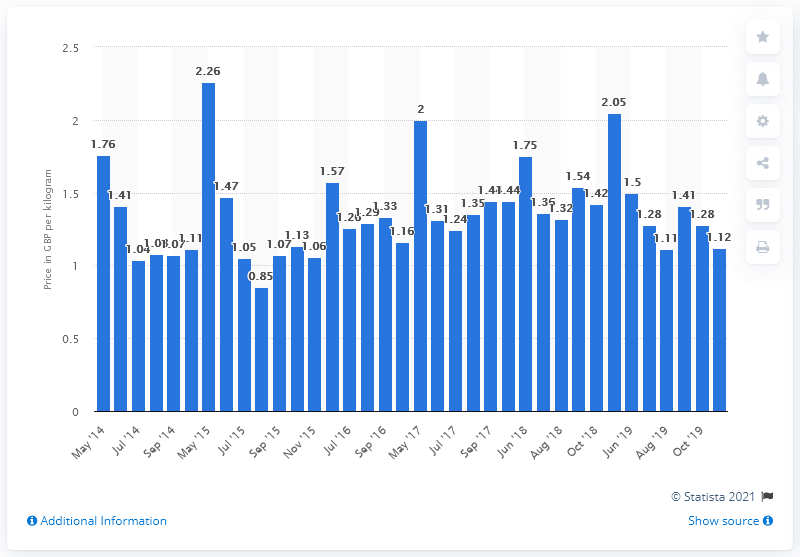 2.5
2
1.5
1
0.5
0
Price in GBP per kilogram
1.76
1.41
1.04
1.07
1.11
2.26
1.47
1.05
0.85
1.07
1.13
1.06
1.57
1.29
1.33
1.16
2
1.31
1.24
1.35
1.44
1.44
1.75
1.36
1.32
1.54
1.42
2.05
1.5
1.28
1.11
1.41
1.28
1.12
May '14
Jul '14
Sep '14
May '15
Jul '15
Sep '15
Nov '15
Jul '16
Sep '16
May '17
Jul '17
Sep '17
Jun '18
Aug '18
Oct '18
Jun '19
Aug '19
Oct '19
© Statista 2021
Additional Information
Show source